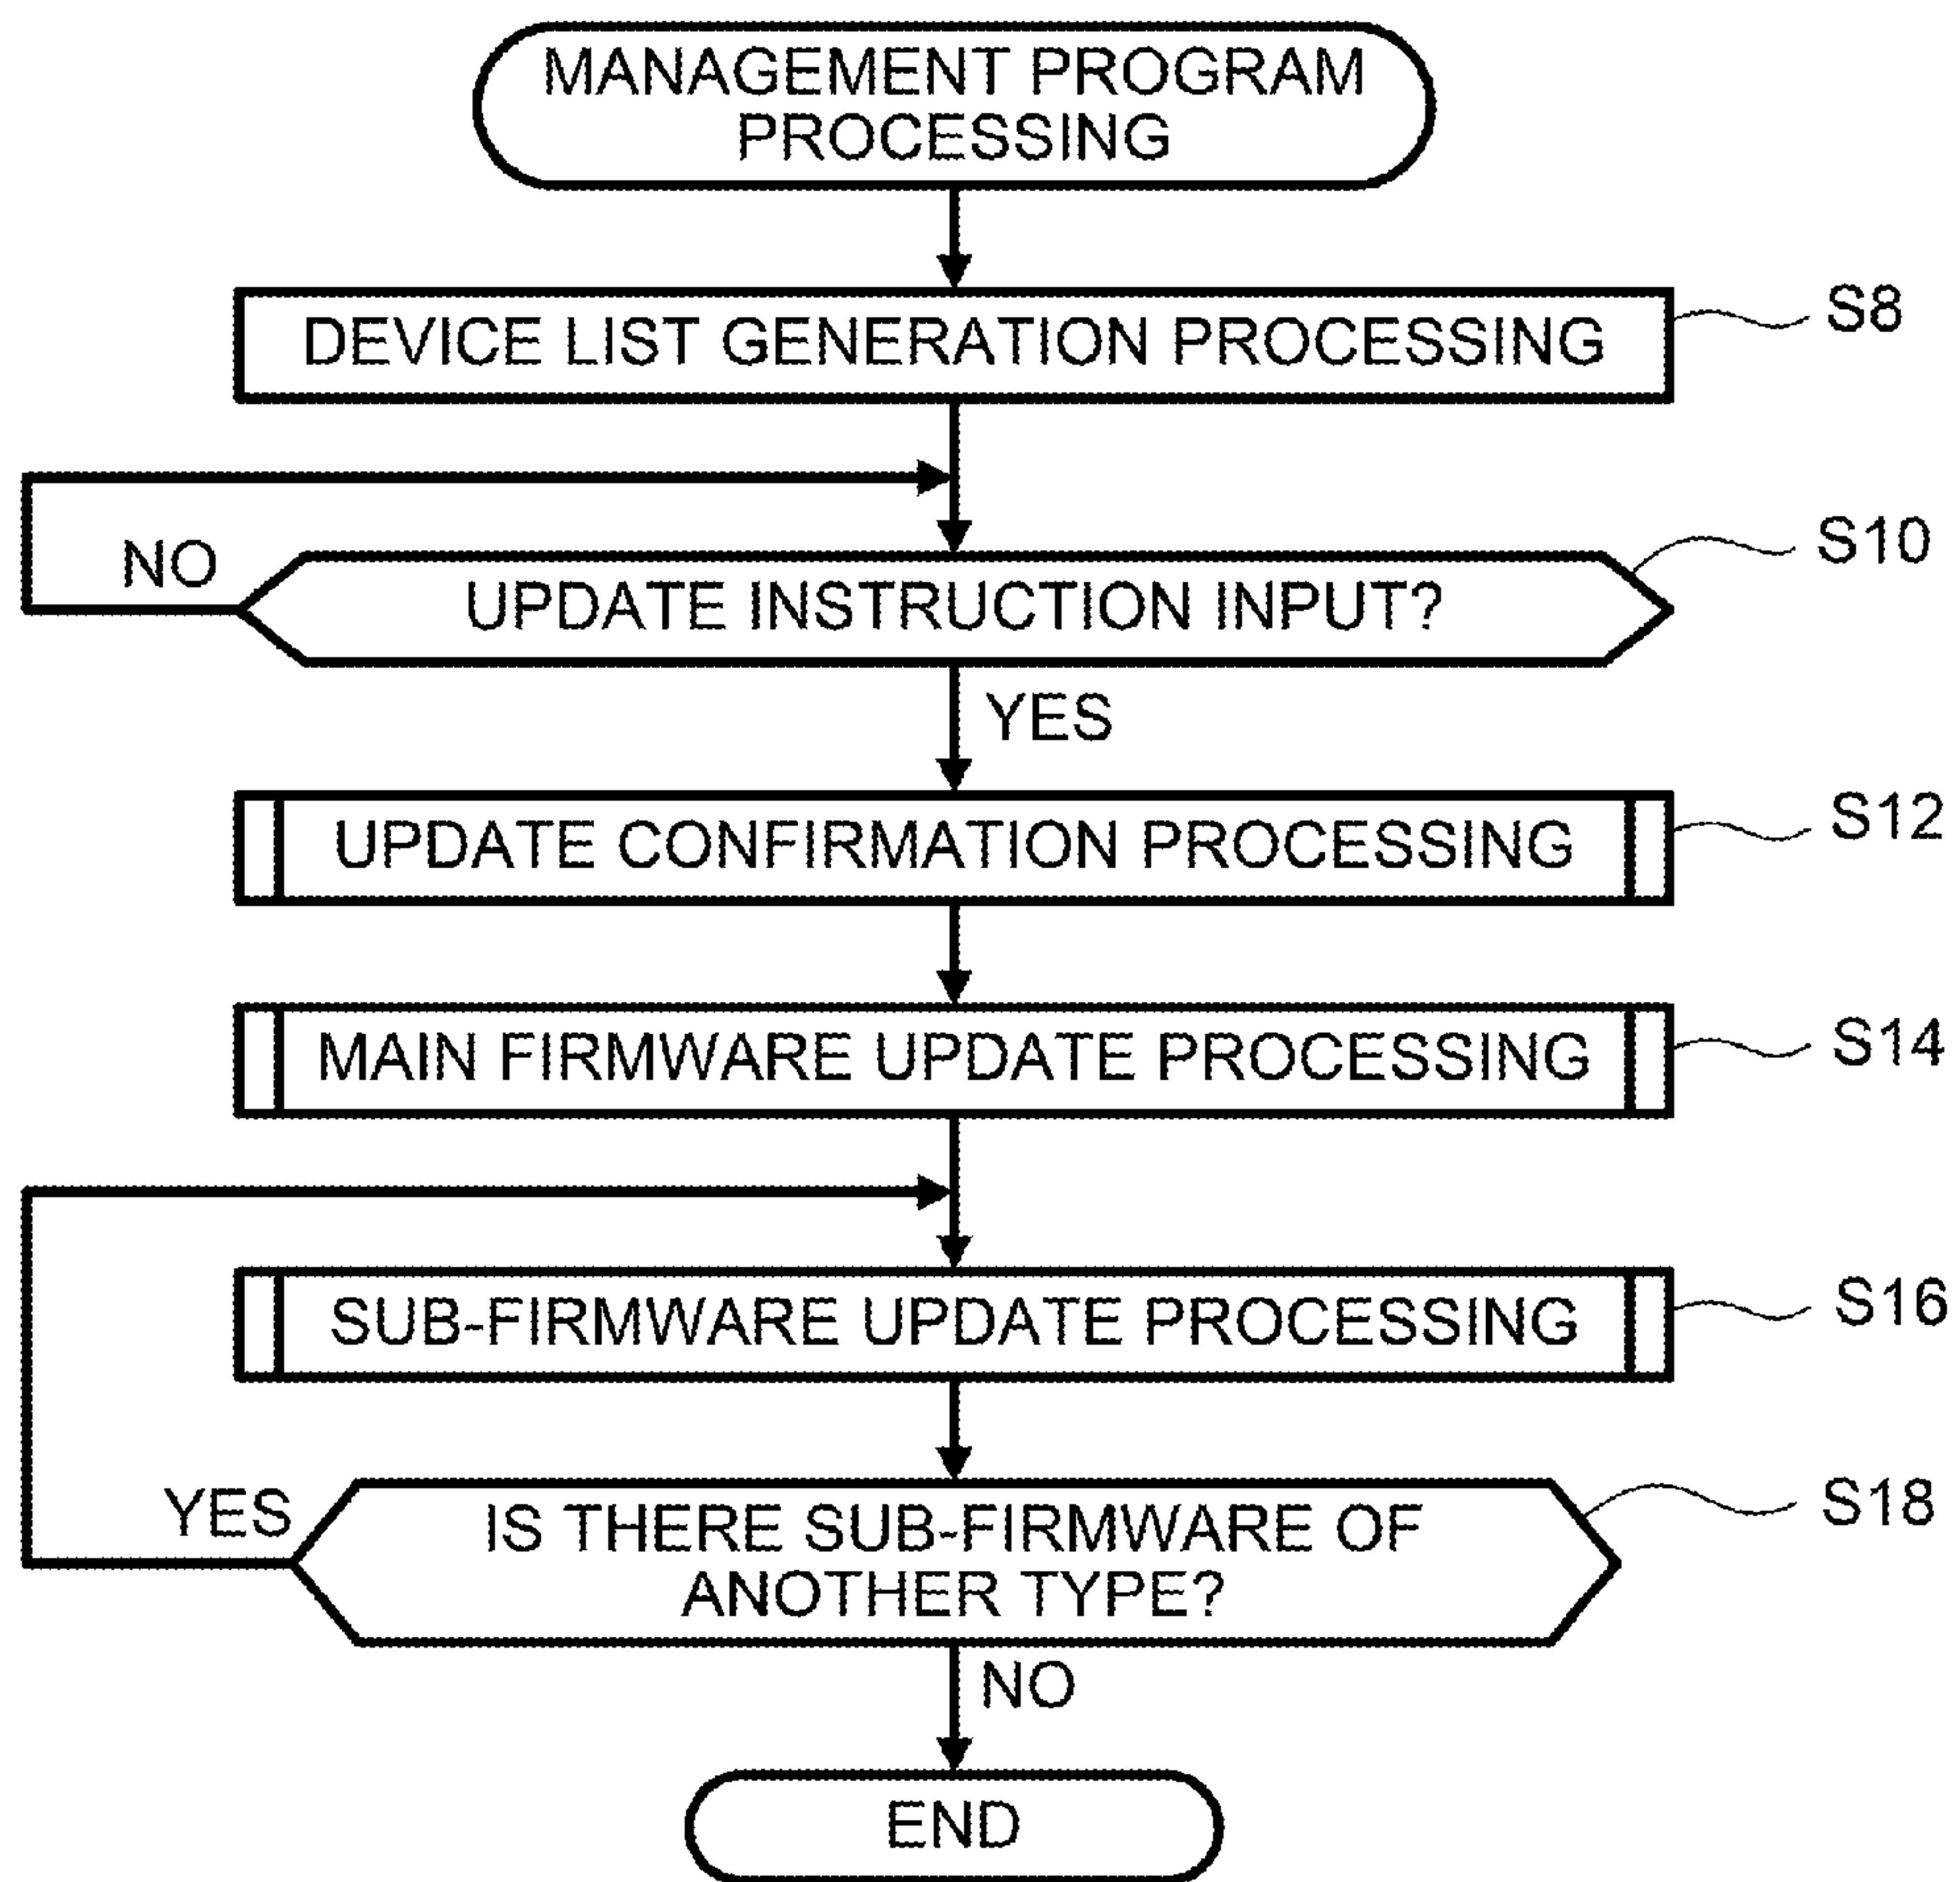 MANAGEMENT PROGRAM
PROCESSING
DEVICE LIST GENERATION PROCESSING
S8
NO
UPDATE INSTRUCTION INPUT?
S10
YES
UPDATE CONFIRMATION PROCESSING
S12
MAIN FIRMWARE UPDATE PROCESSING
S14
SUB-FIRMWARE UPDATE PROCESSING
S16
YES
IS THERE SUB-FIRMWARE OF
ANOTHER TYPE?
S18
NO
END